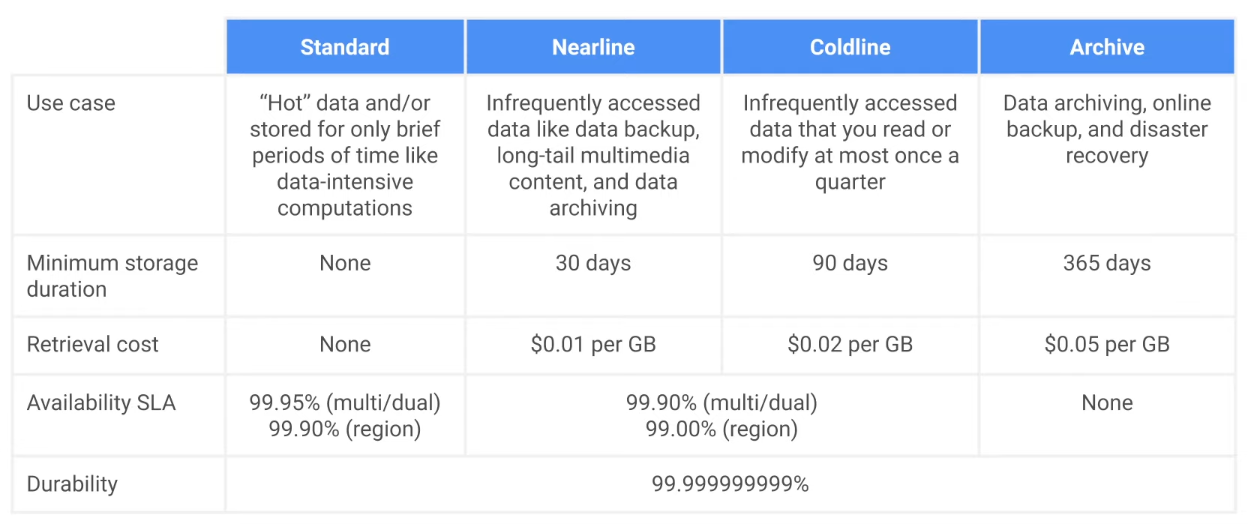 Standard
Nearline
Coldline
Archive
Use case
“Hot” data and/or
stored for only brief
periods of time like
data-intensive
computations
Infrequently accessed
data like data backup,
long-tail multimedia
content, and data
archiving
Infrequently accessed
data that you read or
modify at most once a
quarter
Data archiving, online
backup, and disaster
recovery
Minimum storage
duration
None
30 days
90 days
365 days
Retrieval cost
None
$0.01 per GB
$0.02 per GB
$0.05 per GB
Availability SLA
99.95% (multi/dual)
99.90% (region)
99.90% (multi/dual)
99.00% (region)
None
Durability
99.999999999%